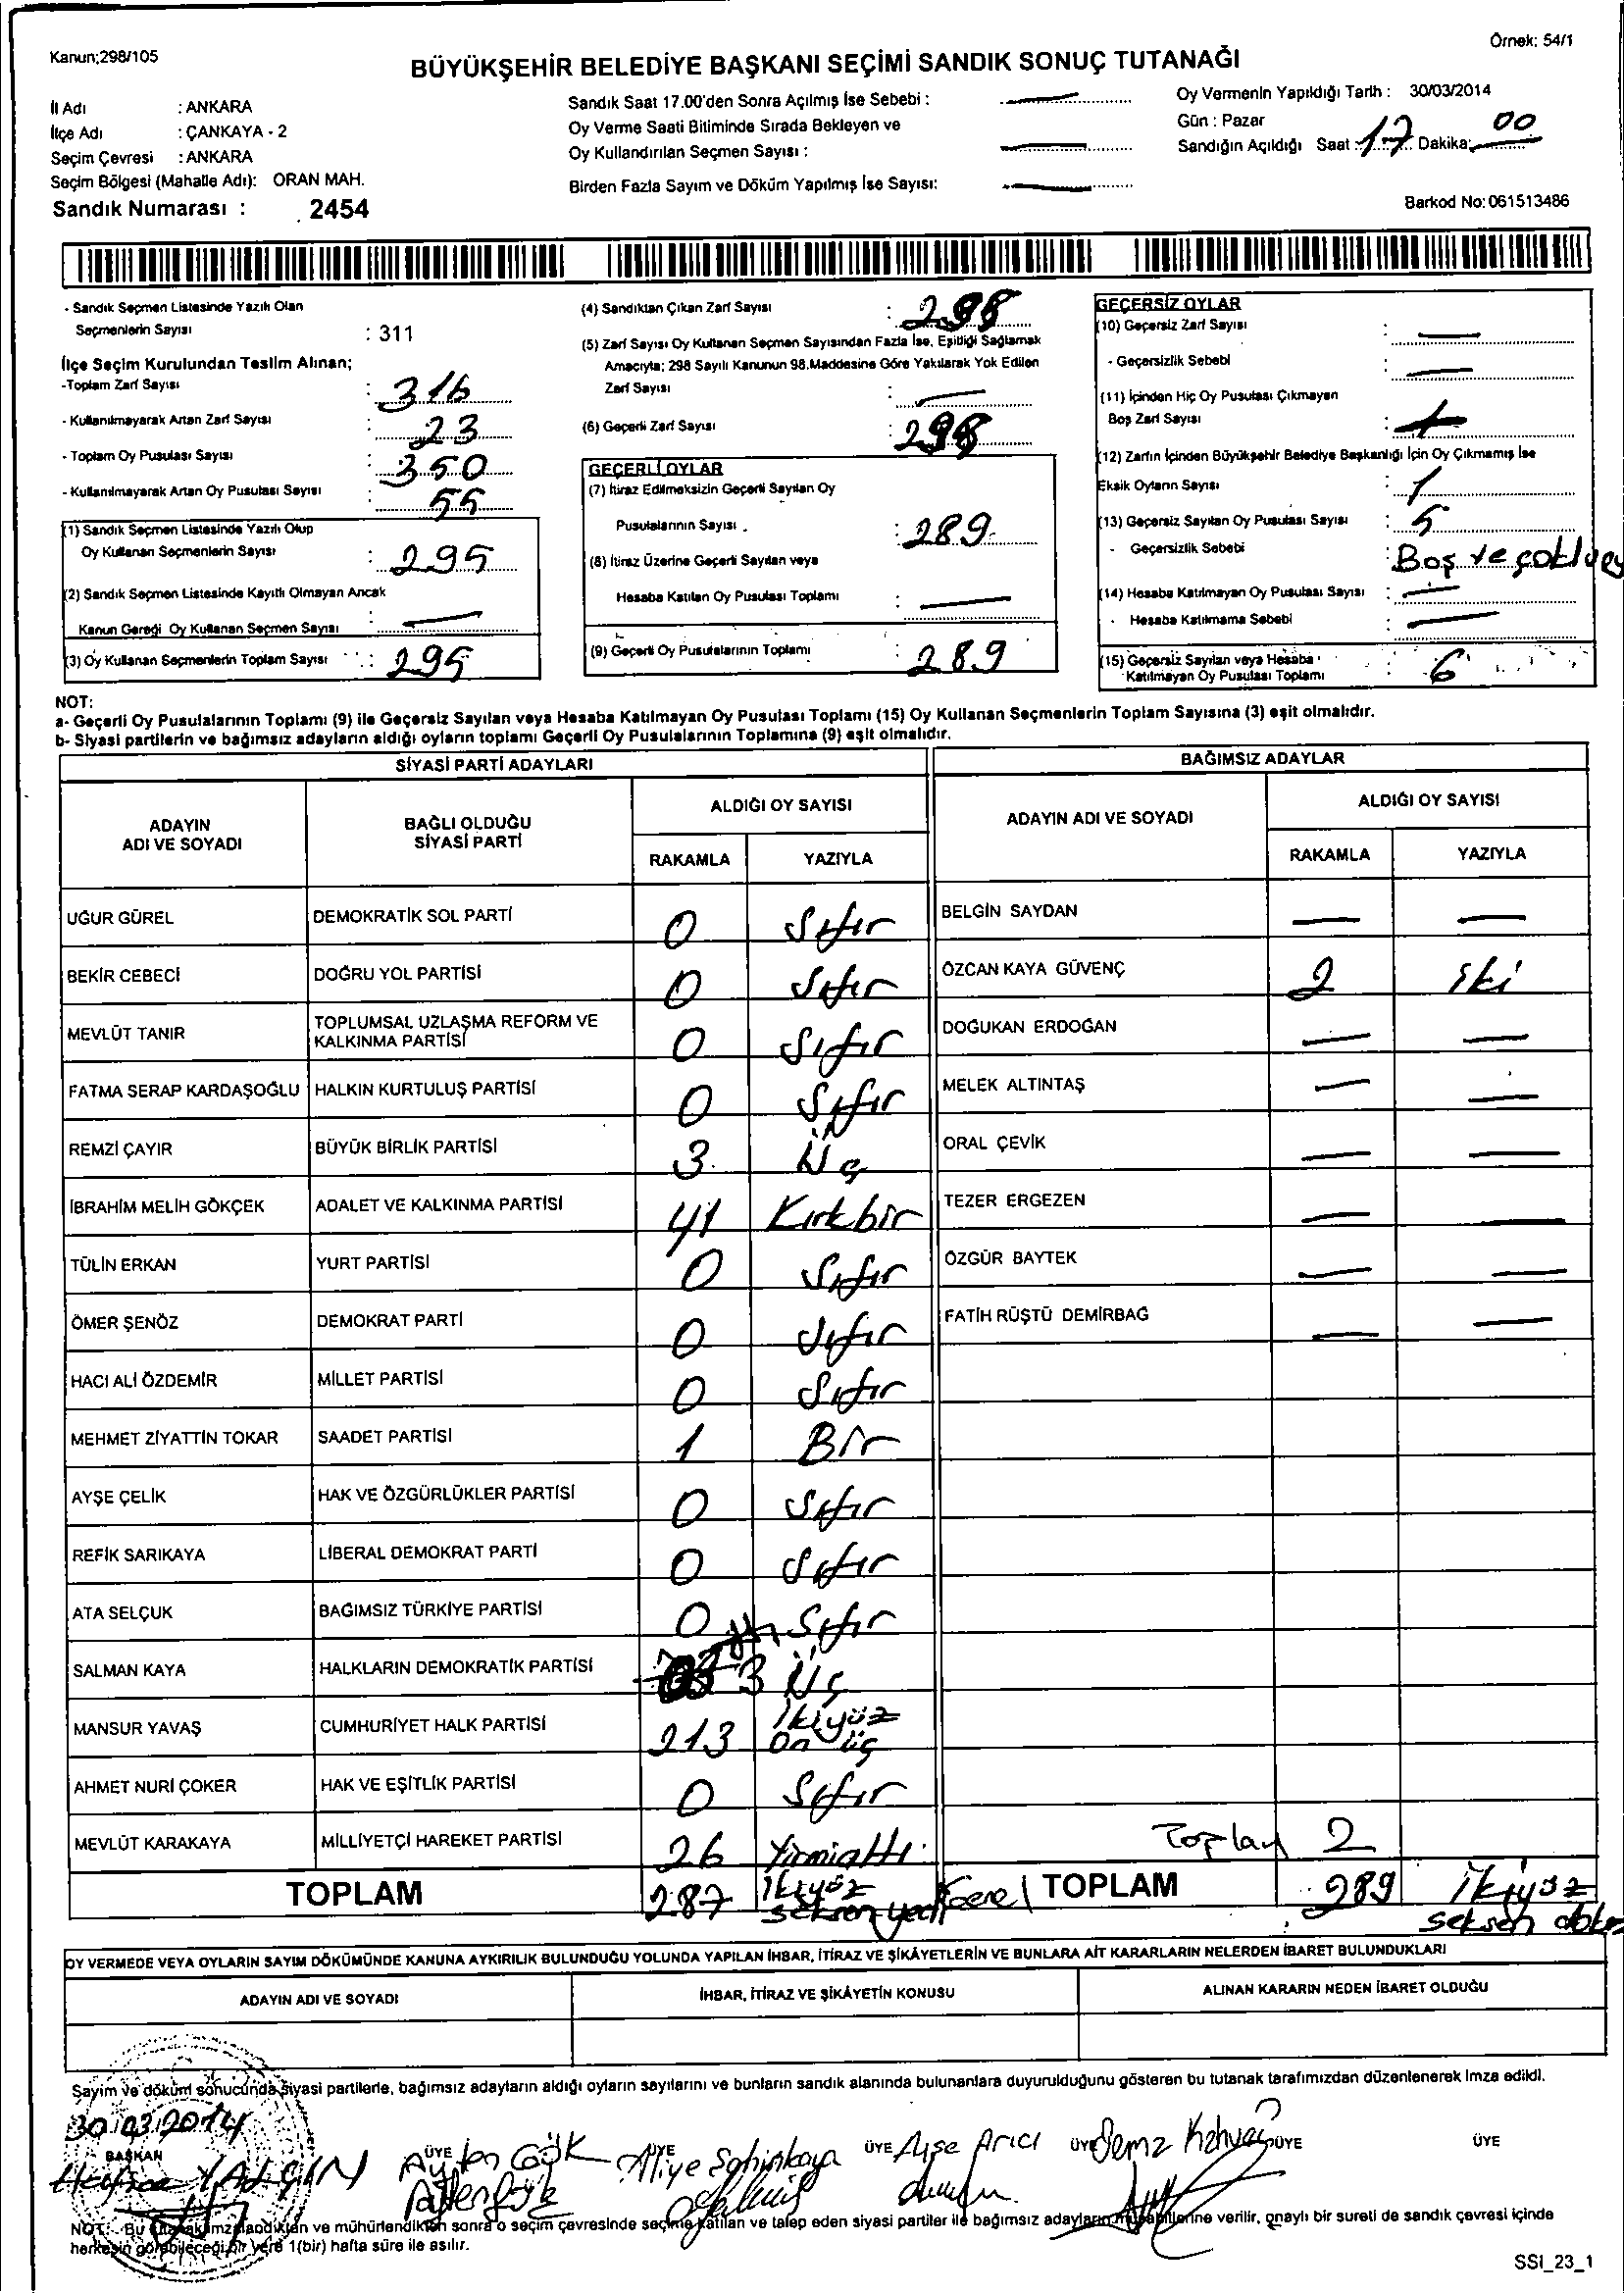 Kanun;298/105
Örnek: 54/1
BÜYÜKŞEHİR BELEDİYE BAŞKANI SEÇİMİ SANDIK SONUÇ TUTANAĞI
İl Adı : ANKARA
İlçe Adı : ÇANKAYA - 2
Seçim Çevresi : ANKARA
Seçim Bölgesi (Mahalle Adı): ORAN MAH.
Sandık Numarası : 2454
Sandık Saat 17.00'den Sonra Açılmış İse Sebebi :
Oy Verme Saati Bitiminde Sırada Bekleyen ve
Oy Kullandırılan Seçmen Sayısı :
Birden Fazla Sayım ve Döküm Yapılmış İse Sayısı:
Oy Vermenin Yapıldığı Tarih : 30/03/2014
Gün : Pazar
Sandığın Açıldığı Saat : 17 Dakika: 00
Barkod No: 061513486
- Sandık Seçmen Listesinde Yazılı Olan
Seçmenlerin Sayısı : 311
İlçe Seçim Kurulundan Teslim Alınan;
-Toplam Zarf Sayısı : 316
- Kullanılmayarak Artan Zarf Sayısı : 23
- Toplam Oy Pusulası Sayısı : 350
- Kullanılmayarak Artan Oy Pusulası Sayısı : 55
(1) Sandık Seçmen Listesinde Yazılı Olup
Oy Kullanan Seçmenlerin Sayısı : 295
(2) Sandık Seçmen Listesinde Kayıtlı Olmayan Ancak
Kanun Gereği Oy Kullanan Seçmen Sayısı :
(3) Oy Kullanan Seçmenlerin Toplam Sayısı : 295
(4) Sandıktan Çıkan Zarf Sayısı :
(5) Zarf Sayısı Oy Kullanan Seçmen Sayısından Fazla İse, Eşitliği Sağlamak
Amacıyla; 298 Sayılı Kanunun 98.Maddesine Göre Yakılarak Yok Edilen
Zarf Sayısı :
(6) Geçerli Zarf Sayısı :
GEÇERLİ OYLAR
(7) İtiraz Edilmeksizin Geçerli Sayılan Oy
Pusulalarının Sayısı : 289
(8) İtiraz Üzerine Geçerli Sayılan veya
Hesaba Katılan Oy Pusulası Toplamı :
(9) Geçerli Oy Pusulalarının Toplamı : 289
GEÇERSİZ OYLAR
(10) Geçersiz Zarf Sayısı :
- Geçersizlik Sebebi :
(11) İçinden Hiç Oy Pusulası Çıkmayan
Boş Zarf Sayısı :
(12) Zarfın İçinden Büyükşehir Belediye Başkanlığı İçin Oy Çıkmamış İse
Eksik Oyların Sayısı : 1
(13) Geçersiz Sayılan Oy Pusulası Sayısı : 5
- Geçersizlik Sebebi : Boş ve çoklu
(14) Hesaba Katılmayan Oy Pusulası Sayısı :
- Hesaba Katılmama Sebebi :
(15) Geçersiz Sayılan veya Hesaba
Katılmayan Oy Pusulası Toplamı : 6
NOT:
a- Geçerli Oy Pusulalarının Toplamı (9) ile Geçersiz Sayılan veya Hesaba Katılmayan Oy Pusulası Toplamı (15) Oy Kullanan Seçmenlerin Toplam Sayısına (3) eşit olmalıdır.
b- Siyasi partilerin ve bağımsız adayların aldığı oyların toplamı Geçerli Oy Pusulalarının Toplamına (9) eşit olmalıdır.
SİYASİ PARTİ ADAYLARI
BAĞIMSIZ ADAYLAR
ADAYIN
ADI VE SOYADI
BAĞLI OLDUĞU
SİYASİ PARTİ
ALDIĞI OY SAYISI
RAKAMLA YAZIYLA
ADAYIN ADI VE SOYADI
ALDIĞI OY SAYISI
RAKAMLA YAZIYLA
UĞUR GÜREL DEMOKRATİK SOL PARTİ 0 Sıfır
BEKİR CEBECİ DOĞRU YOL PARTİSİ 0 Sıfır
MEVLÜT TANIR TOPLUMSAL UZLAŞMA REFORM VE
KALKINMA PARTİSİ 0 Sıfır
FATMA SERAP KARDAŞOĞLU HALKIN KURTULUŞ PARTİSİ 0 Sıfır
REMZİ ÇAYIR BÜYÜK BİRLİK PARTİSİ 3 Üç
İBRAHİM MELİH GÖKÇEK ADALET VE KALKINMA PARTİSİ 41 Kırkbir
TÜLİN ERKAN YURT PARTİSİ 0 Sıfır
ÖMER ŞENÖZ DEMOKRAT PARTİ 0 Sıfır
HACI ALİ ÖZDEMİR MİLLET PARTİSİ 0 Sıfır
MEHMET ZİYATTİN TOKAR SAADET PARTİSİ 1 Bir
AYŞE ÇELİK HAK VE ÖZGÜRLÜKLER PARTİSİ 0 Sıfır
REFİK SARIKAYA LİBERAL DEMOKRAT PARTİ 0 Sıfır
ATA SELÇUK BAĞIMSIZ TÜRKİYE PARTİSİ 0 Sıfır
SALMAN KAYA HALKLARIN DEMOKRATİK PARTİSİ 3 Üç
MANSUR YAVAŞ CUMHURİYET HALK PARTİSİ 213 İkiyüz
On üç
AHMET NURİ ÇOKER HAK VE EŞİTLİK PARTİSİ 0 Sıfır
MEVLÜT KARAKAYA MİLLİYETÇİ HAREKET PARTİSİ 26 Yirmialtı
TOPLAM 287 İkiyüz
seksen yedi
BELGİN SAYDAN
ÖZCAN KAYA GÜVENÇ 2 iki
DOĞUKAN ERDOĞAN
MELEK ALTINTAŞ
ORAL ÇEVİK
TEZER ERGEZEN
ÖZGÜR BAYTEK
FATİH RÜŞTÜ DEMİRBAĞ
Toplam 2
Genel TOPLAM 289 İkiyüz
seksen dokuz
OY VERMEDE VEYA OYLARIN SAYIM DÖKÜMÜNDE KANUNA AYKIRILIK BULUNDUĞU YOLUNDA YAPILAN İHBAR, İTİRAZ VE ŞİKÂYETLERİN VE BUNLARA AİT KARARLARIN NELERDEN İBARET BULUNDUKLARI
ADAYIN ADI VE SOYADI İHBAR, İTİRAZ VE ŞİKÂYETİN KONUSU ALINAN KARARIN NEDEN İBARET OLDUĞU
Sayım ve döküm sonucunda siyasi partilerle, bağımsız adayların aldığı oyların sayılarını ve bunların sandık alanında bulunanlara duyurulduğunu gösteren bu tutanak tarafımızdan düzenlenerek imza edildi.
30.03.2014
BAŞKAN ÜYE ÜYE ÜYE ÜYE ÜYE ÜYE
YALÇIN Ayten Gök Aliye Şahinkaya Ayşe Arıcı
NOT: Bu tutanak imzalandıktan ve mühürlendikten sonra o seçim çevresinde seçime katılan ve talep eden siyasi partiler ile bağımsız adayların müşahitlerine verilir, onaylı bir sureti de sandık çevresi içinde
herkesin görebileceği bir yere 1(bir) hafta süre ile asılır.
SSI_23_1